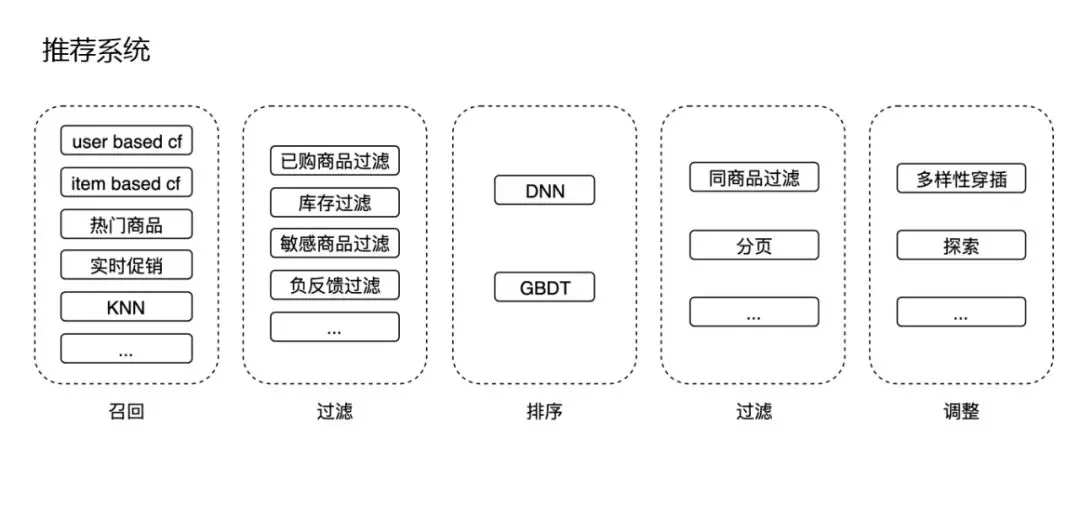 推荐系统
user based cf
item based cf
热门商品
实时促销
KNN
...
召回
已购商品过滤
库存过滤
敏感商品过滤
负反馈过滤
...
过滤
DNN
GBDT
排序
同商品过滤
分页
...
过滤
多样性穿插
探索
...
调整